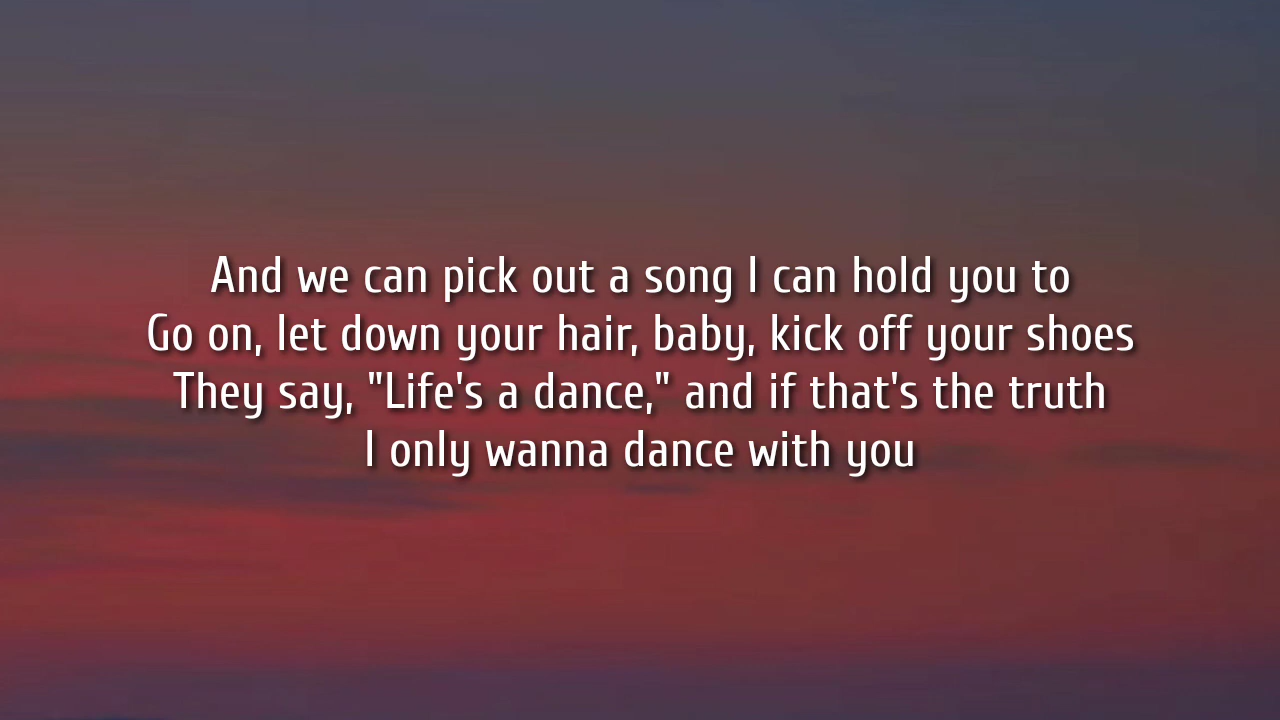 And we can pick out a song I can hold you to
Go on, let down your hair, baby, kick off your shoes
They say, "Life's a dance," and if that's the truth
I only wanna dance with you